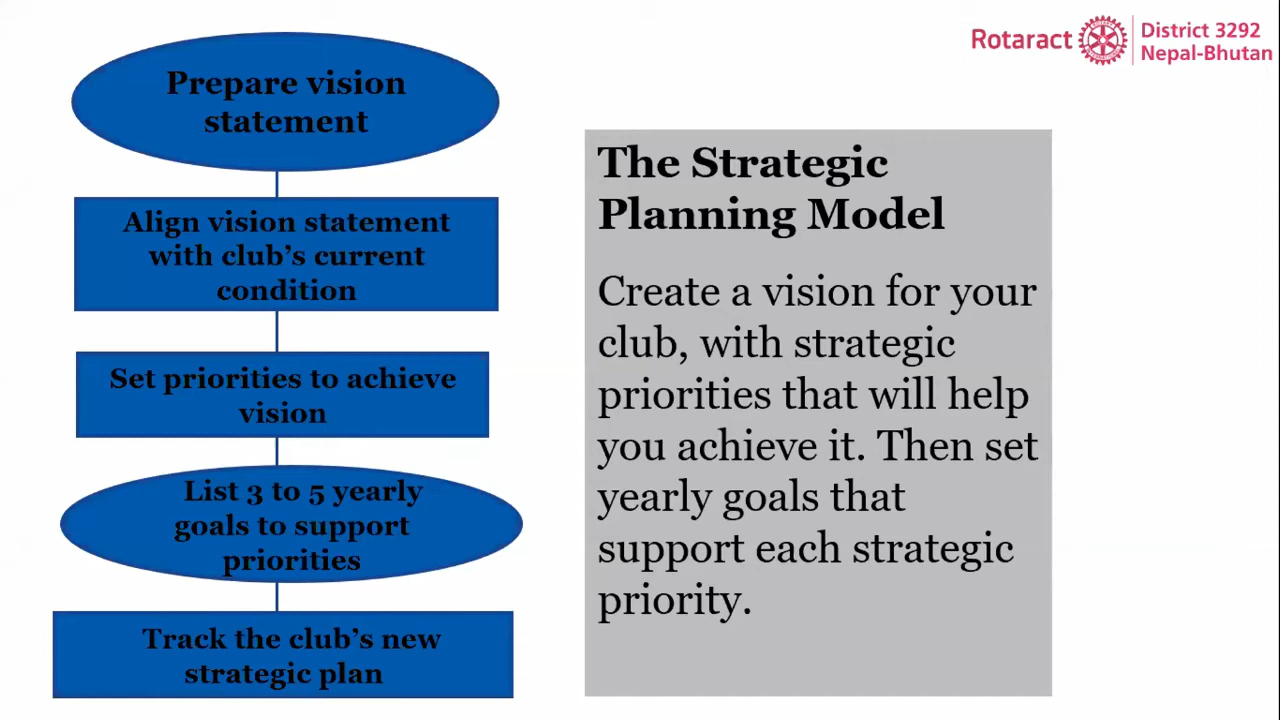 Prepare vision
statement
Align vision statement
with club's current
condition
Set priorities to achieve
vision
List 3 to 5 yearly
goals to support
priorities
Track the club's new
strategic plan
Rotaract
District 3292
Nepal-Bhutan
The Strategic
Planning Model
Create a vision for your
club, with strategic
priorities that will help
you achieve it. Then set
yearly goals that
support each strategic
priority.